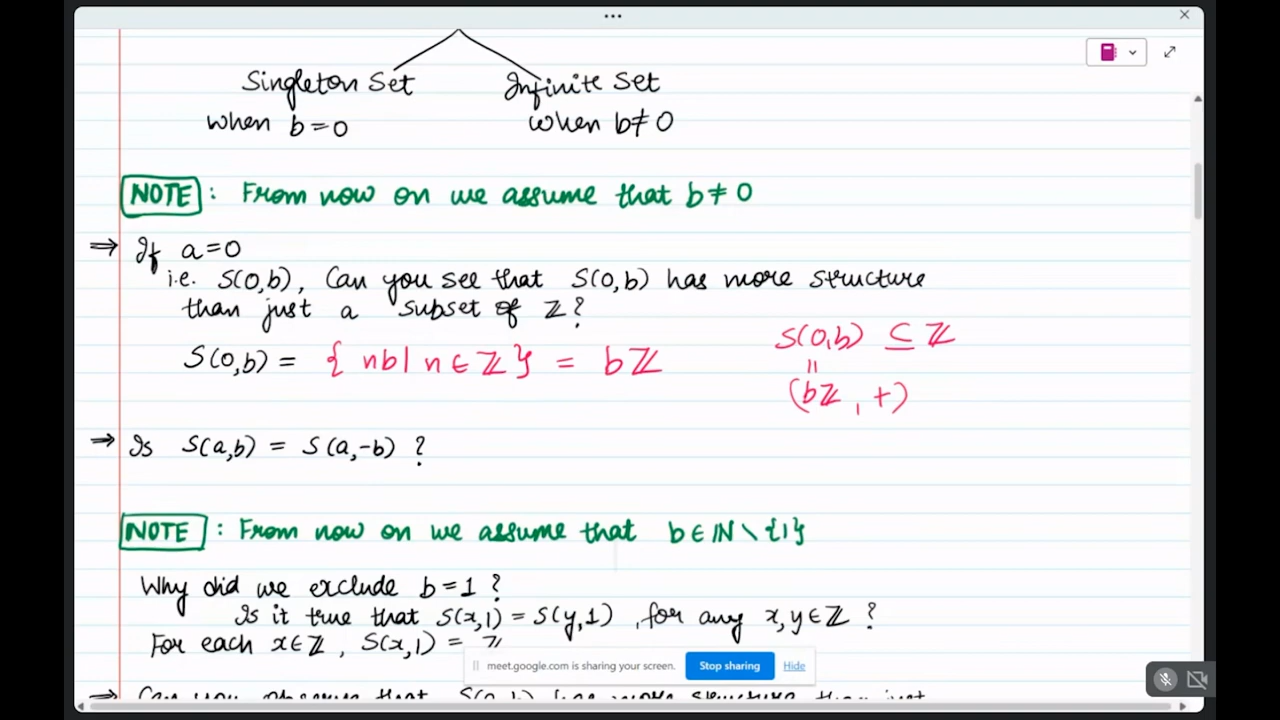 Singleton Set Infinite Set
when b=0 when b≠0
NOTE : From now on we assume that b≠0
⇒ If a=0
i.e. S(0,b), Can you see that S(0,b) has more structure
than just a subset of ℤ?
S(0,b) = { nb| n∈ℤ } = bℤ
S(0,b) ⊆ ℤ
=
(bℤ, +)
⇒ Is S(a,b) = S(a,-b) ?
NOTE : From now on we assume that b∈ℕ∖{1}
Why did we exclude b=1 ?
Is it true that S(x,1) = S(y,1) , for any x,y∈ℤ ?
For each x∈ℤ, S(x,1) = ℤ
meet.google.com is sharing your screen. Stop sharing Hide